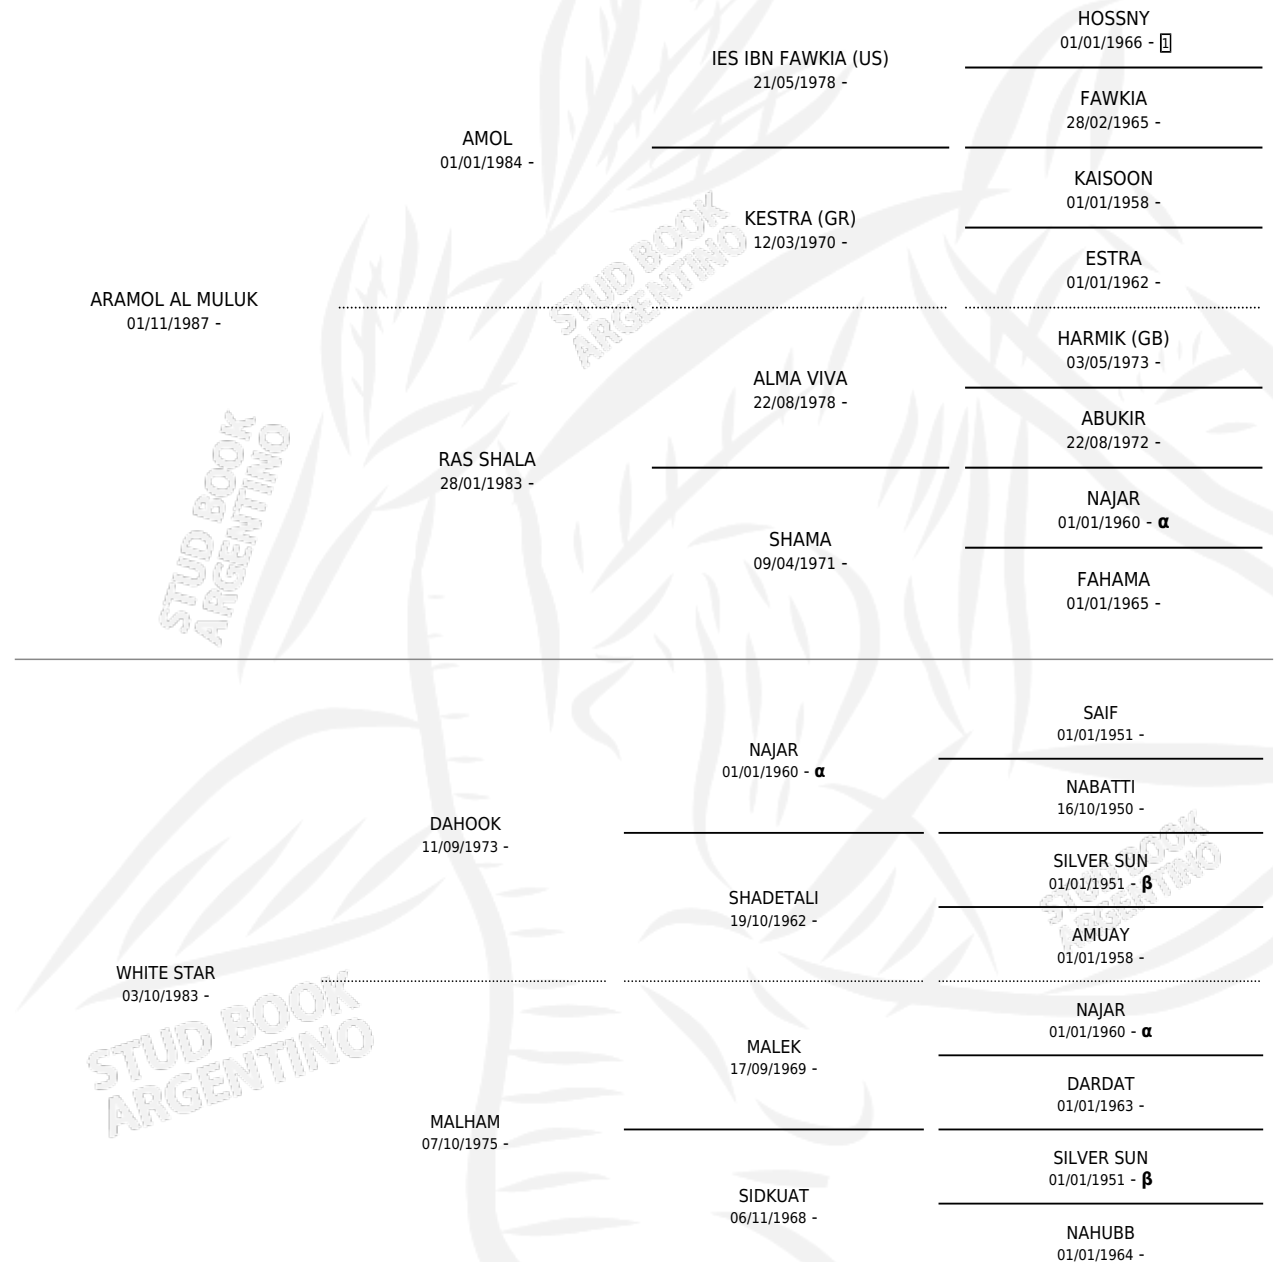 HOSSNY
01/01/1966 - 1
IES IBN FAWKIA (US)
21/05/1978 -
FAWKIA
28/02/1965 -
AMOL
01/01/1984 -
KAISOON
01/01/1958 -
KESTRA (GR)
12/03/1970 -
ESTRA
01/01/1962 -
ARAMOL AL MULUK
01/11/1987 -
HARMIK (GB)
03/05/1973 -
ALMA VIVA
22/08/1978 -
ABUKIR
22/08/1972 -
RAS SHALA
28/01/1983 -
NAJAR
01/01/1960 - α
SHAMA
09/04/1971 -
FAHAMA
01/01/1965 -
SAIF
01/01/1951 -
NAJAR
01/01/1960 - α
NABATTI
16/10/1950 -
DAHOOK
11/09/1973 -
SILVER SUN
01/01/1951 - β
SHADETALI
19/10/1962 -
AMUAY
01/01/1958 -
WHITE STAR
03/10/1983 -
NAJAR
01/01/1960 - α
MALEK
17/09/1969 -
DARDAT
01/01/1963 -
MALHAM
07/10/1975 -
SILVER SUN
01/01/1951 - β
SIDKUAT
06/11/1968 -
NAHUBB
01/01/1964 -
STUD BOOK
ARGENTINO
STUD BOOK
ARGENTINO
STUD BOOK
ARGENTINO
STUD BOOK
ARGENTINO